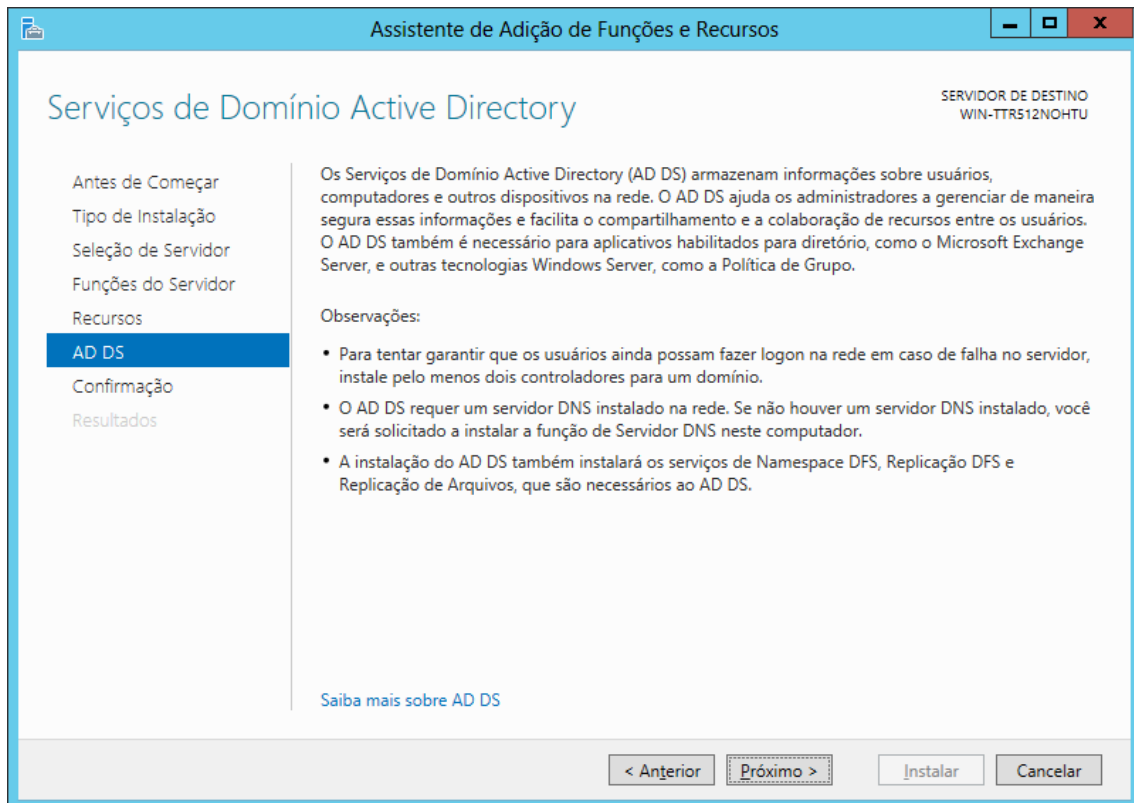 Assistente de Adição de Funções e Recursos
Serviços de Domínio Active Directory
SERVIDOR DE DESTINO
WIN-TTR512NOHTU
Antes de Começar
Tipo de Instalação
Seleção de Servidor
Funções do Servidor
Recursos
AD DS
Confirmação
Resultados
Os Serviços de Domínio Active Directory (AD DS) armazenam informações sobre usuários,
computadores e outros dispositivos na rede. O AD DS ajuda os administradores a gerenciar de maneira
segura essas informações e facilita o compartilhamento e a colaboração de recursos entre os usuários.
O AD DS também é necessário para aplicativos habilitados para diretório, como o Microsoft Exchange
Server, e outras tecnologias Windows Server, como a Política de Grupo.
Observações:
• Para tentar garantir que os usuários ainda possam fazer logon na rede em caso de falha no servidor,
instale pelo menos dois controladores para um domínio.
• O AD DS requer um servidor DNS instalado na rede. Se não houver um servidor DNS instalado, você
será solicitado a instalar a função de Servidor DNS neste computador.
• A instalação do AD DS também instalará os serviços de Namespace DFS, Replicação DFS e
Replicação de Arquivos, que são necessários ao AD DS.
Saiba mais sobre AD DS
< Anterior
Próximo >
Instalar
Cancelar